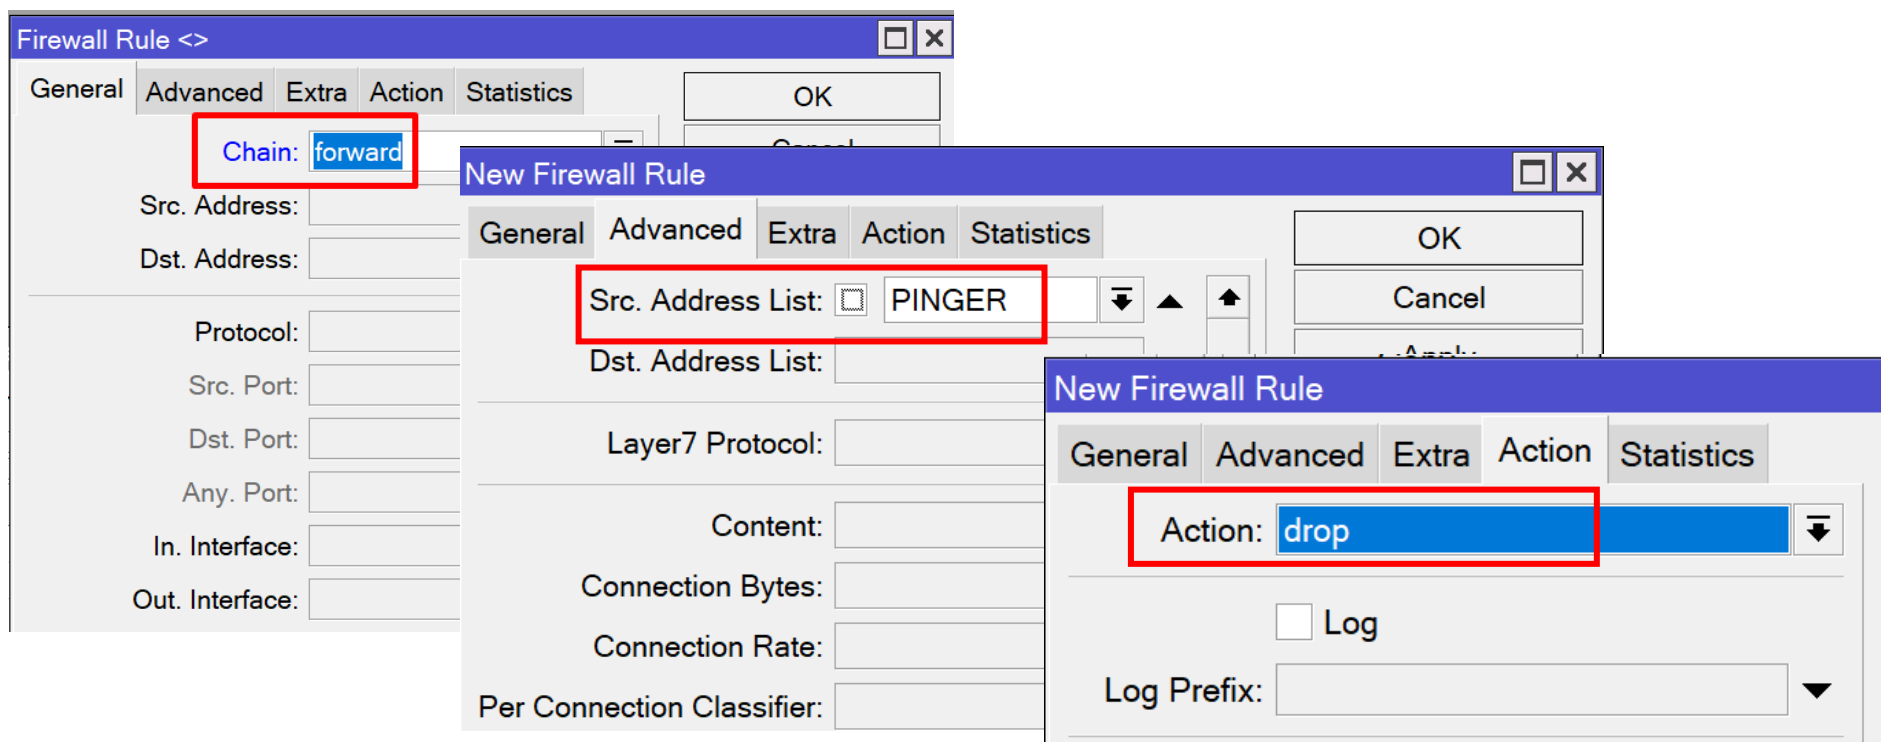 Firewall Rule <>
General Advanced Extra Action Statistics
OK
Chain: forward
Cancel
Src. Address:
Dst. Address:
Protocol:
Src. Port:
Dst. Port:
Any. Port:
In. Interface:
Out. Interface:
New Firewall Rule
General Advanced Extra Action Statistics
OK
Src. Address List: PINGER
Cancel
Dst. Address List:
Apply
Layer7 Protocol:
Content:
Connection Bytes:
Connection Rate:
Per Connection Classifier:
New Firewall Rule
General Advanced Extra Action Statistics
Action: drop
Log
Log Prefix: